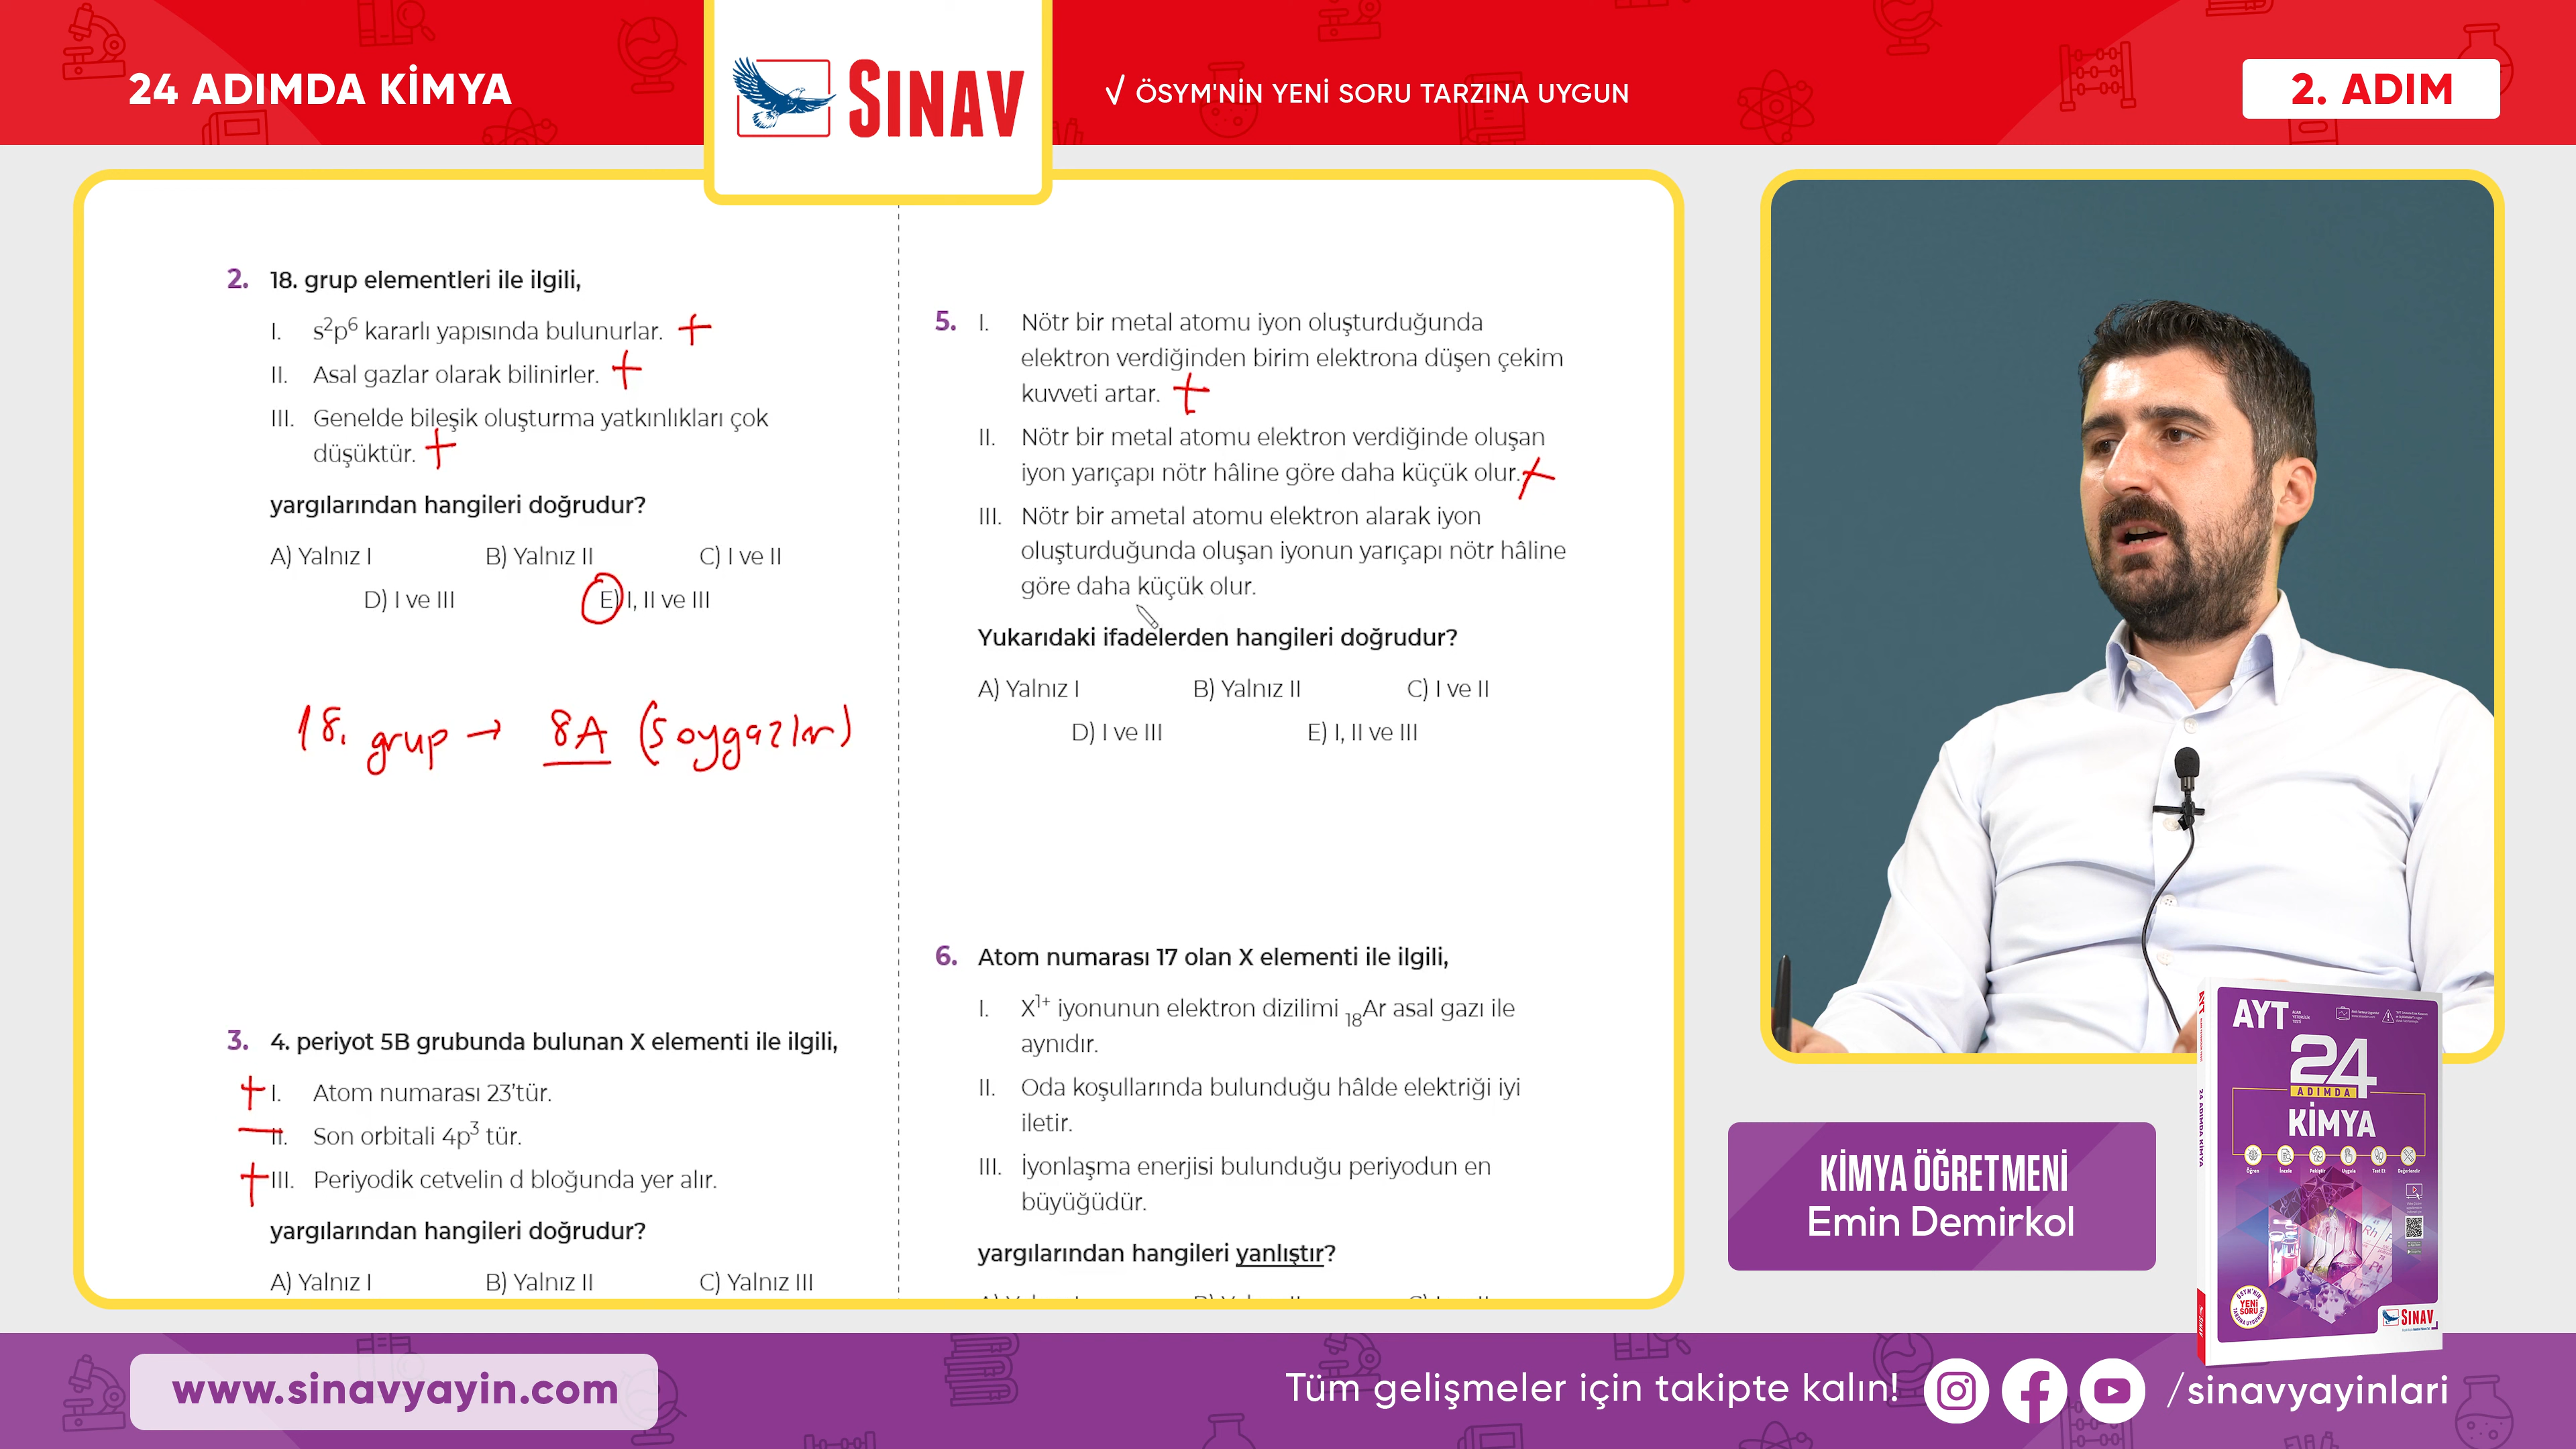 24 ADIMDA KİMYA
SINAV
√ ÖSYM'NİN YENİ SORU TARZINA UYGUN
2. ADIM
2. 18. grup elementleri ile ilgili,
I. s²p⁶ kararlı yapısında bulunurlar. +
II. Asal gazlar olarak bilinirler. +
III. Genelde bileşik oluşturma yatkınlıkları çok
düşüktür. +
yargılarından hangileri doğrudur?
A) Yalnız I B) Yalnız II C) I ve II
D) I ve III E) I, II ve III
18. grup → 8A (Soygazlar)
3. 4. periyot 5B grubunda bulunan X elementi ile ilgili,
+ I. Atom numarası 23'tür.
— II. Son orbitali 4p³ tür.
+ III. Periyodik cetvelin d bloğunda yer alır.
yargılarından hangileri doğrudur?
A) Yalnız I B) Yalnız II C) Yalnız III
5. I. Nötr bir metal atomu iyon oluşturduğunda
elektron verdiğinden birim elektrona düşen çekim
kuvveti artar. +
II. Nötr bir metal atomu elektron verdiğinde oluşan
iyon yarıçapı nötr hâline göre daha küçük olur. +
III. Nötr bir ametal atomu elektron alarak iyon
oluşturduğunda oluşan iyonun yarıçapı nötr hâline
göre daha küçük olur.
Yukarıdaki ifadelerden hangileri doğrudur?
A) Yalnız I B) Yalnız II C) I ve II
D) I ve III E) I, II ve III
6. Atom numarası 17 olan X elementi ile ilgili,
I. X¹⁺ iyonunun elektron dizilimi ₁₈Ar asal gazı ile
aynıdır.
II. Oda koşullarında bulunduğu hâlde elektriği iyi
iletir.
III. İyonlaşma enerjisi bulunduğu periyodun en
büyüğüdür.
yargılarından hangileri yanlıştır?
KİMYA ÖĞRETMENİ
Emin Demirkol
AYT
24
ADIMDA
KİMYA
ÖSYM'NİN
YENİ
SORU
SINAV
www.sinavyayin.com
Tüm gelişmeler için takipte kalın!
/sinavyayinlari